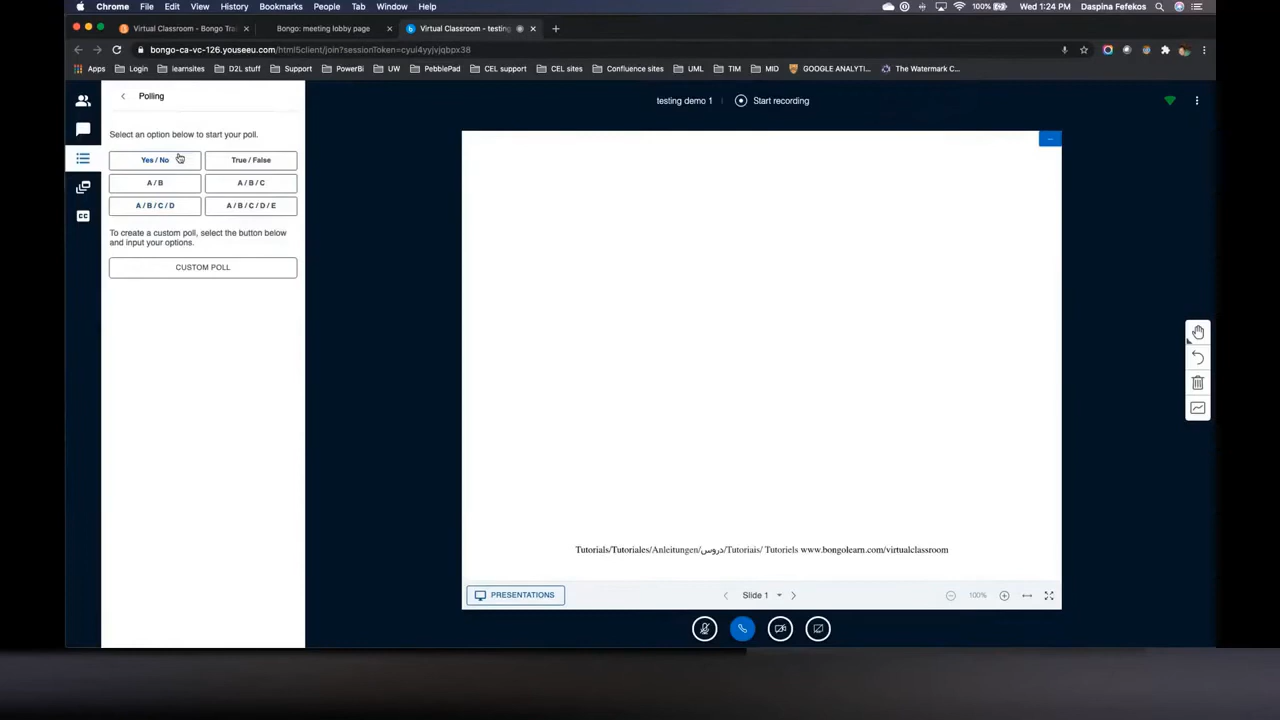 Chrome File Edit View History Bookmarks People Tab Window Help 100% Wed 1:24 PM Daspina Fefekos
Virtual Classroom - Bongo Tra Bongo: meeting lobby page Virtual Classroom - testing
bongo-ca-vc-126.youseeu.com/html5client/join?sessionToken=cyui4yyjvjqbpx38
Apps Login learnsites D2L stuff Support PowerBi UW PebblePad CEL support CEL sites Confluence sites UML TIM MID GOOGLE ANALYTI... The Watermark C...
Polling
testing demo 1 Start recording
Select an option below to start your poll.
Yes / No True / False
A / B A / B / C
A / B / C / D A / B / C / D / E
To create a custom poll, select the button below
and input your options.
CUSTOM POLL
CC
Tutorials/Tutoriales/Anleitungen/دروس/Tutoriais/ Tutoriels www.bongolearn.com/virtualclassroom
PRESENTATIONS Slide 1 100%